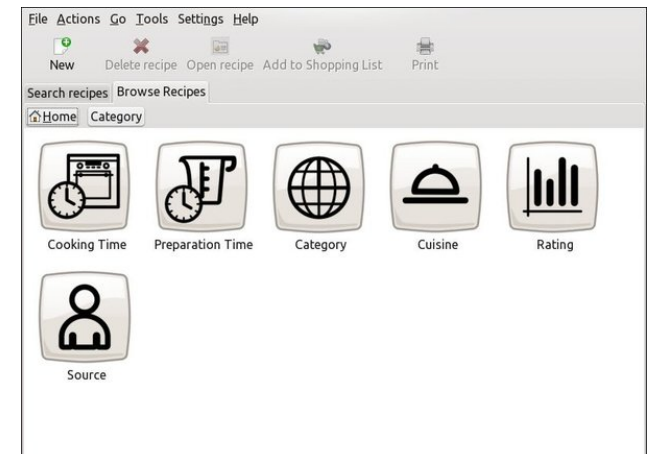 File Actions Go Tools Settings Help
New Delete recipe Open recipe Add to Shopping List Print
Search recipes Browse Recipes
Home Category
Cooking Time Preparation Time Category Cuisine Rating
Source